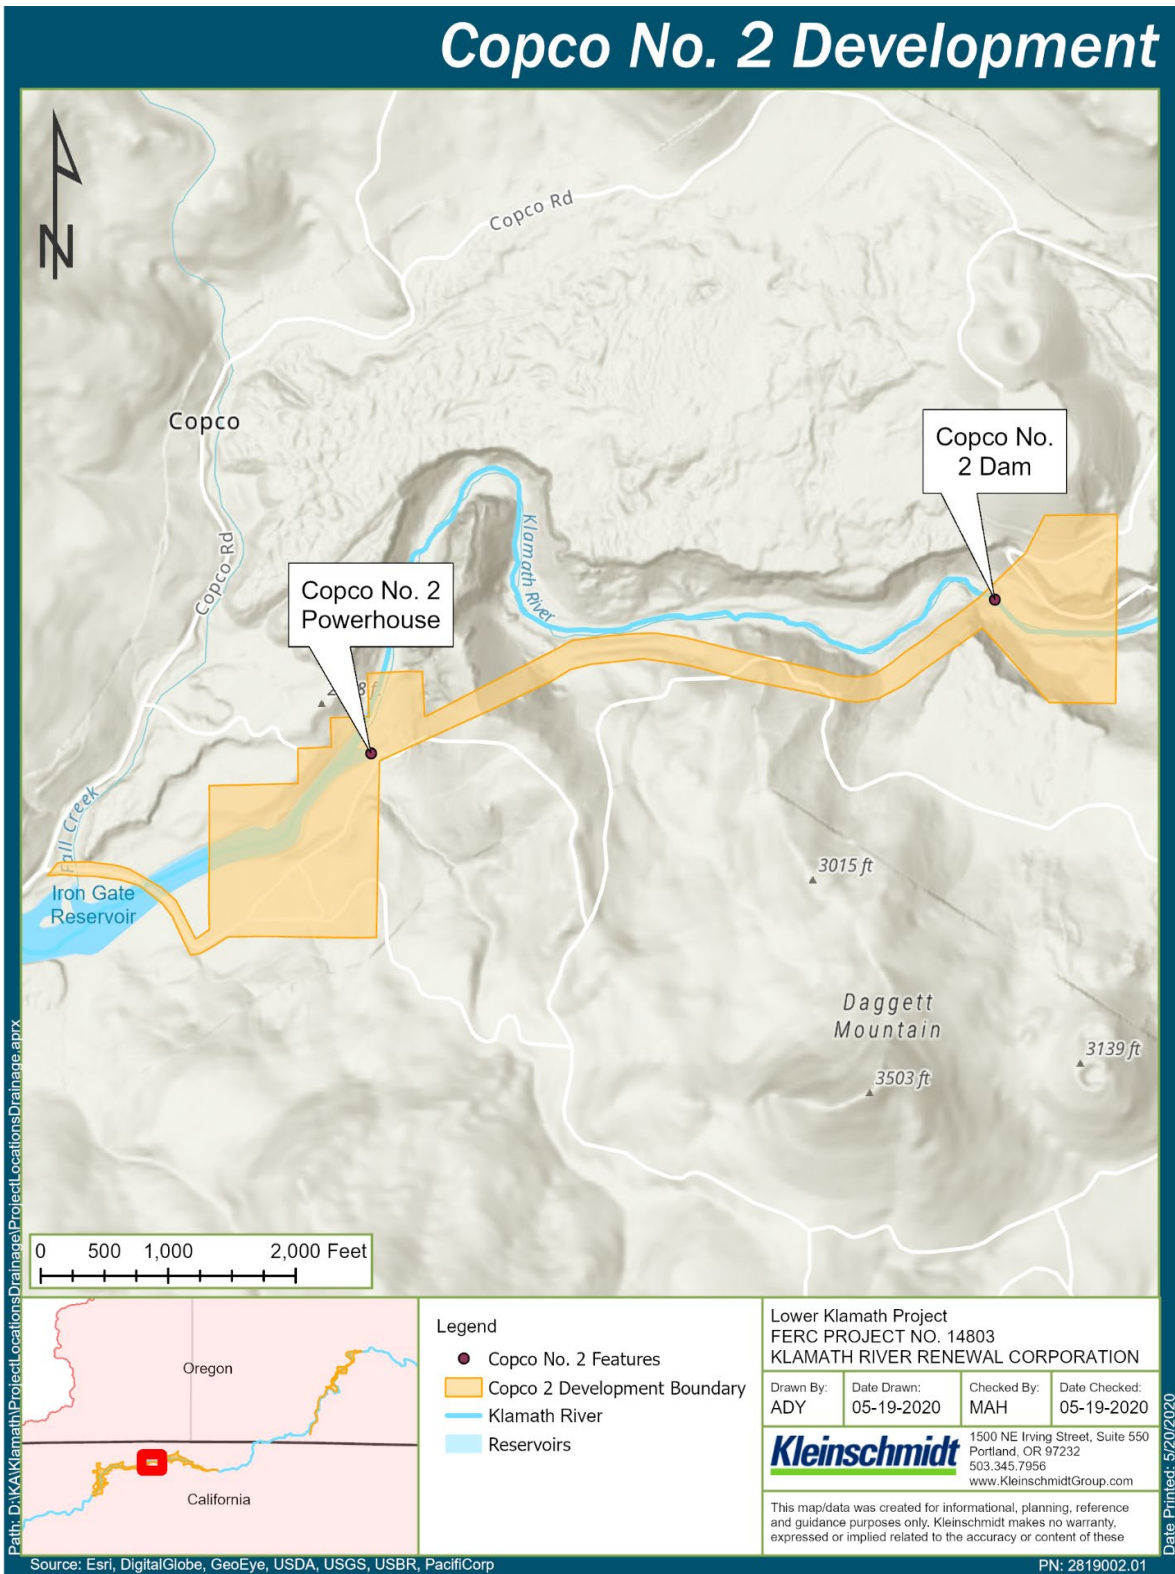 Copco No. 2 Development
N
Copco Rd
Copco
Copco No.
2 Dam
Klamath River
Copco Rd
Copco No. 2
Powerhouse
Fall Creek
Iron Gate
Reservoir
3015 ft
Daggett
Mountain
3139 ft
3503 ft
0 500 1,000 2,000 Feet
Oregon
California
Legend
Copco No. 2 Features
Copco 2 Development Boundary
Klamath River
Reservoirs
Lower Klamath Project
FERC PROJECT NO. 14803
KLAMATH RIVER RENEWAL CORPORATION
Drawn By:
ADY
Date Drawn:
05-19-2020
Checked By:
MAH
Date Checked:
05-19-2020
Kleinschmidt
1500 NE Irving Street, Suite 550
Portland, OR 97232
503.345.7956
www.KleinschmidtGroup.com
This map/data was created for informational, planning, reference
and guidance purposes only. Kleinschmidt makes no warranty,
expressed or implied related to the accuracy or content of these
Path: D:\KA\Klamath\ProjectLocationsDrainage\ProjectLocationsDrainage.aprx
Date Printed: 5/20/2020
Source: Esri, DigitalGlobe, GeoEye, USDA, USGS, USBR, PacifiCorp
PN: 2819002.01